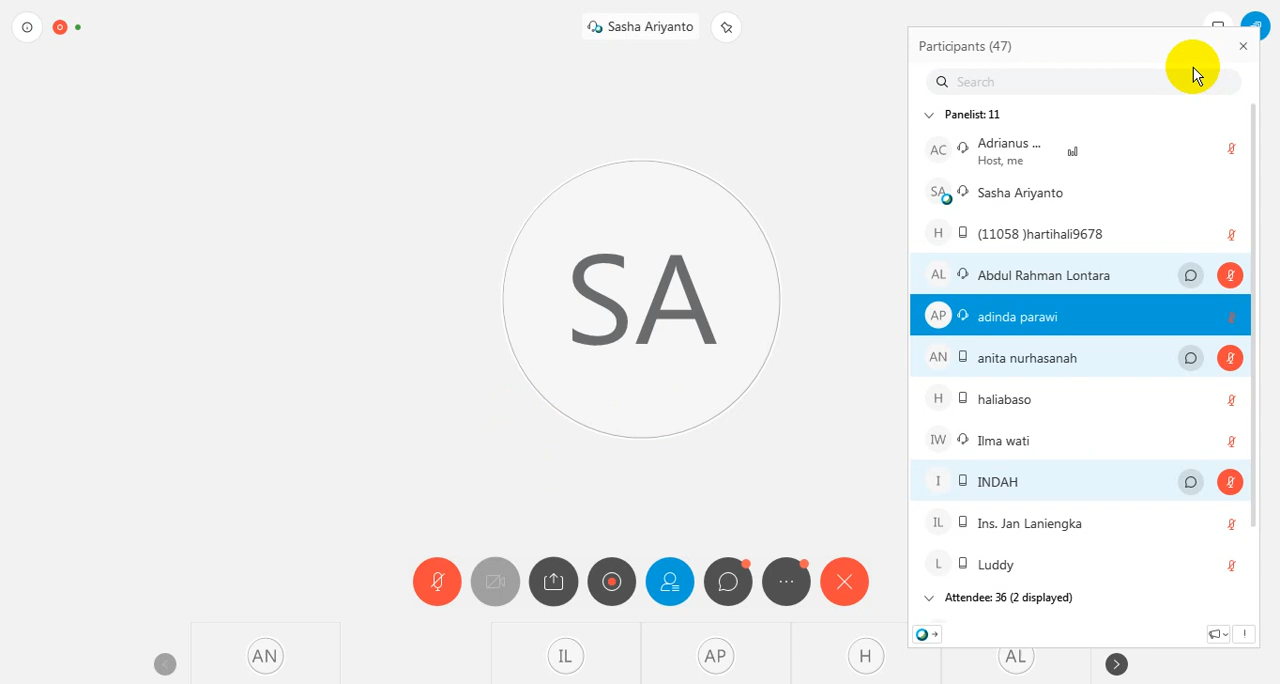 Sasha Ariyanto
Participants (47)
Search
Panelist: 11
AC
Adrianus ...
Host, me
SA
Sasha Ariyanto
H
(11058 )hartihali9678
AL
Abdul Rahman Lontara
AP
adinda parawi
AN
anita nurhasanah
H
haliabaso
IW
Ilma wati
I
INDAH
IL
Ins. Jan Laniengka
L
Luddy
Attendee: 36 (2 displayed)
SA
AN
IL
AP
H
AL